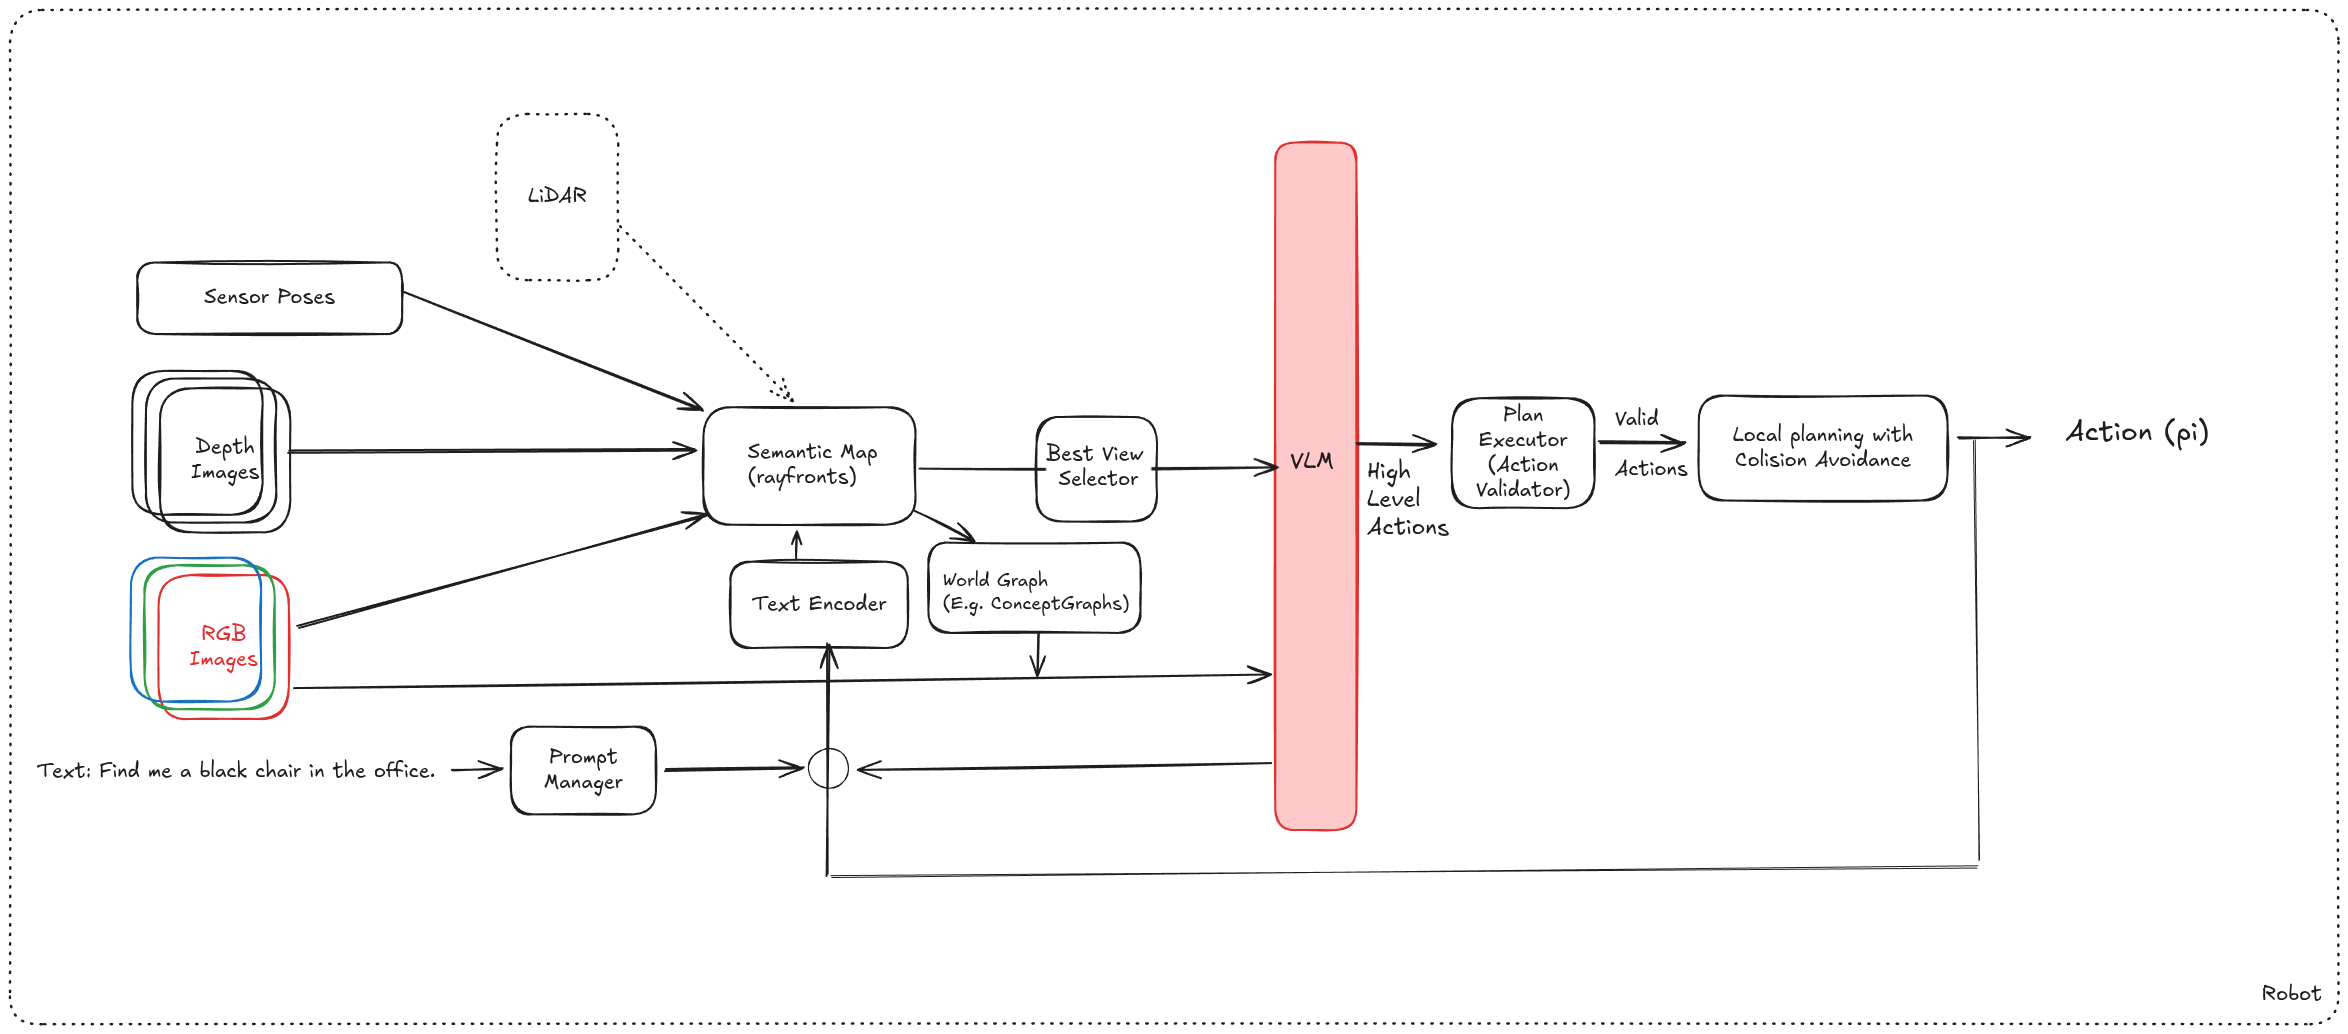 LiDAR
Sensor Poses
Depth
Images
RGB
Images
Semantic Map
(rayfronts)
Text Encoder
Best View
Selector
World Graph
(E.g. ConceptGraphs)
VLM
High
Level
Actions
Plan
Executor
(Action
Validator)
Valid
Actions
Local planning with
Colision Avoidance
Action (pi)
Text: Find me a black chair in the office.
Prompt
Manager
Robot